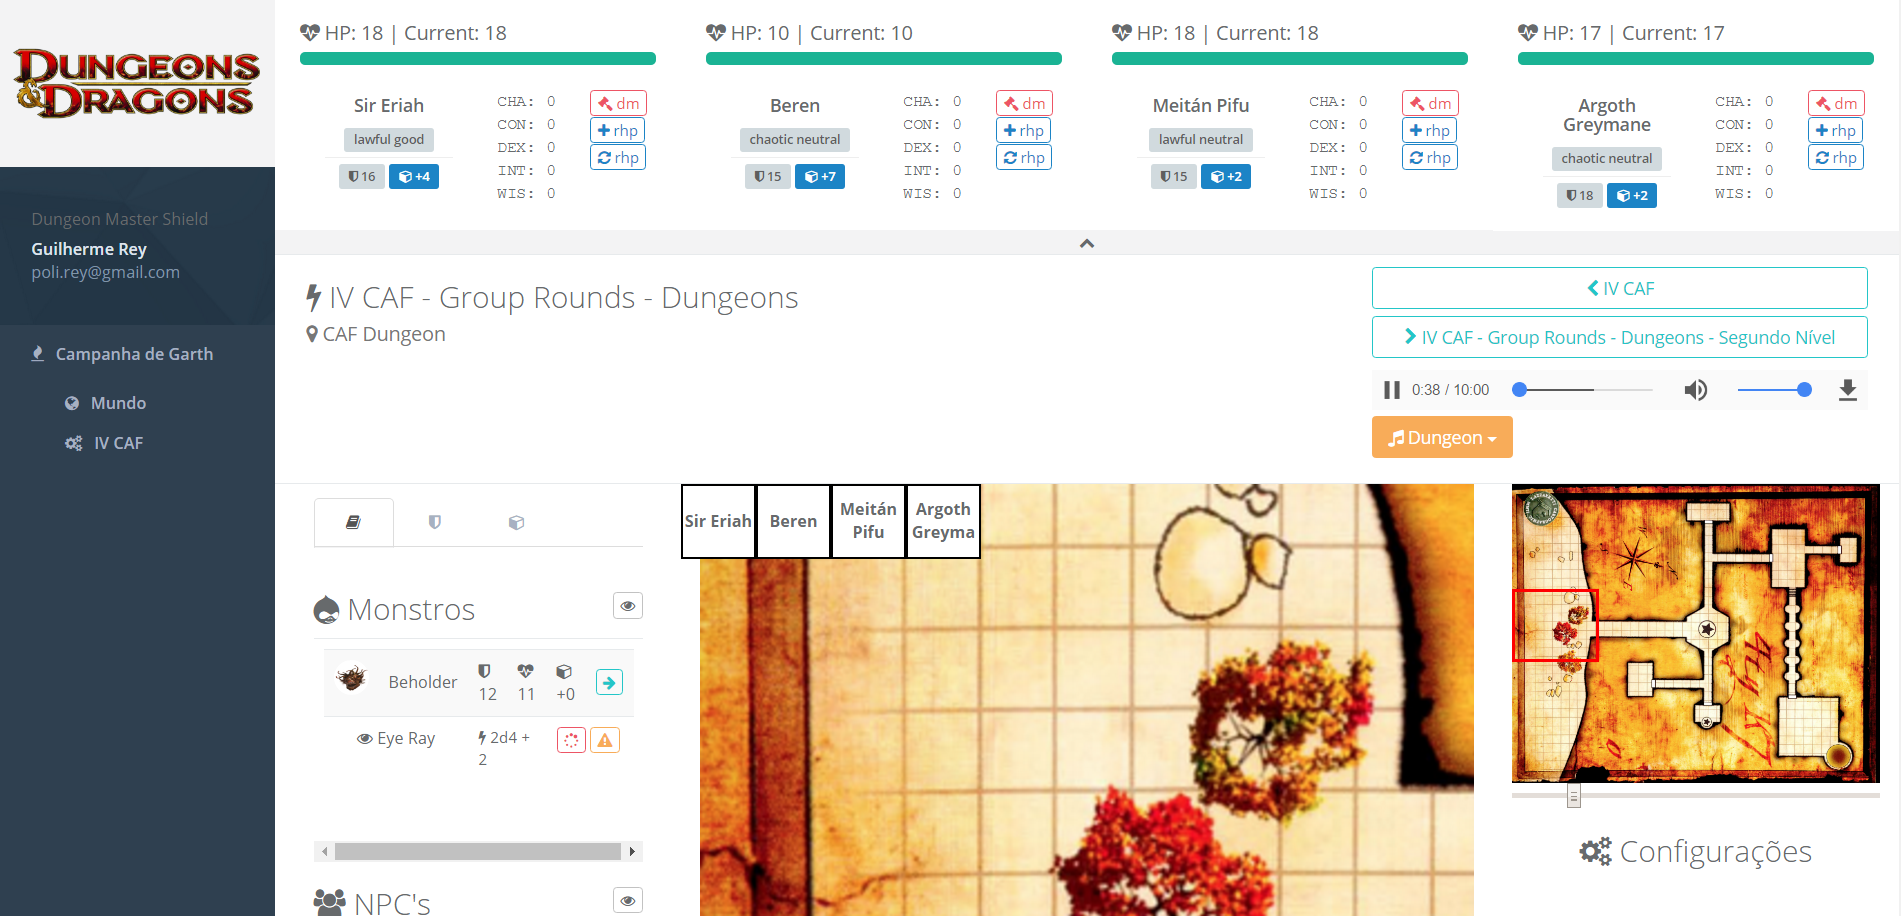 DUNGEONS
& DRAGONS
Dungeon Master Shield
Guilherme Rey
poli.rey@gmail.com
Campanha de Garth
Mundo
IV CAF
HP: 18 | Current: 18
Sir Eriah
lawful good
16
+4
CHA: 0
CON: 0
DEX: 0
INT: 0
WIS: 0
dm
rhp
rhp
HP: 10 | Current: 10
Beren
chaotic neutral
15
+7
CHA: 0
CON: 0
DEX: 0
INT: 0
WIS: 0
dm
rhp
rhp
HP: 18 | Current: 18
Meitán Pifu
lawful neutral
15
+2
CHA: 0
CON: 0
DEX: 0
INT: 0
WIS: 0
dm
rhp
rhp
HP: 17 | Current: 17
Argoth
Greymane
chaotic neutral
18
+2
CHA: 0
CON: 0
DEX: 0
INT: 0
WIS: 0
dm
rhp
rhp
IV CAF - Group Rounds - Dungeons
CAF Dungeon
IV CAF
IV CAF - Group Rounds - Dungeons - Segundo Nível
0:38 / 10:00
Dungeon
Monstros
Beholder
12
11
+0
Eye Ray
2d4 +
2
NPC's
Sir Eriah
Beren
Meitán
Pifu
Argoth
Greyma
Configurações